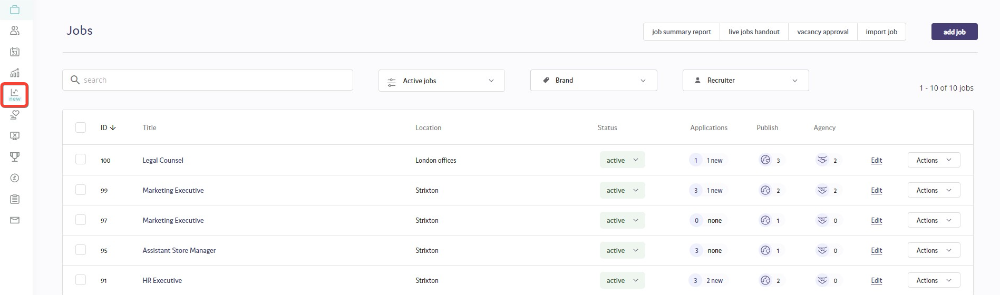 Jobs
job summary report live jobs handout vacancy approval import job add job
31
new
£
search Active jobs Brand Recruiter
1 - 10 of 10 jobs
ID Title Location Status Applications Publish Agency
100 Legal Counsel London offices active 1 1 new 3 2 Edit Actions
99 Marketing Executive Strixton active 3 1 new 2 2 Edit Actions
97 Marketing Executive Strixton active 0 none 1 0 Edit Actions
95 Assistant Store Manager Strixton active 3 none 1 0 Edit Actions
91 HR Executive Strixton active 3 2 new 2 0 Edit Actions